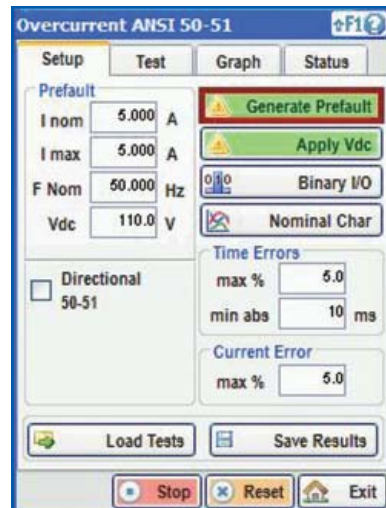 Overcurrent ANSI 50-51 F1
Setup Test Graph Status
Prefault
I nom 5.000 A
I max 5.000 A
F Nom 50.000 Hz
Vdc 110.0 V
Generate Prefault
Apply Vdc
010 Binary I/O
Nominal Char
Directional
50-51
Time Errors
max % 5.0
min abs 10 ms
Current Error
max % 5.0
Load Tests Save Results
Stop Reset Exit